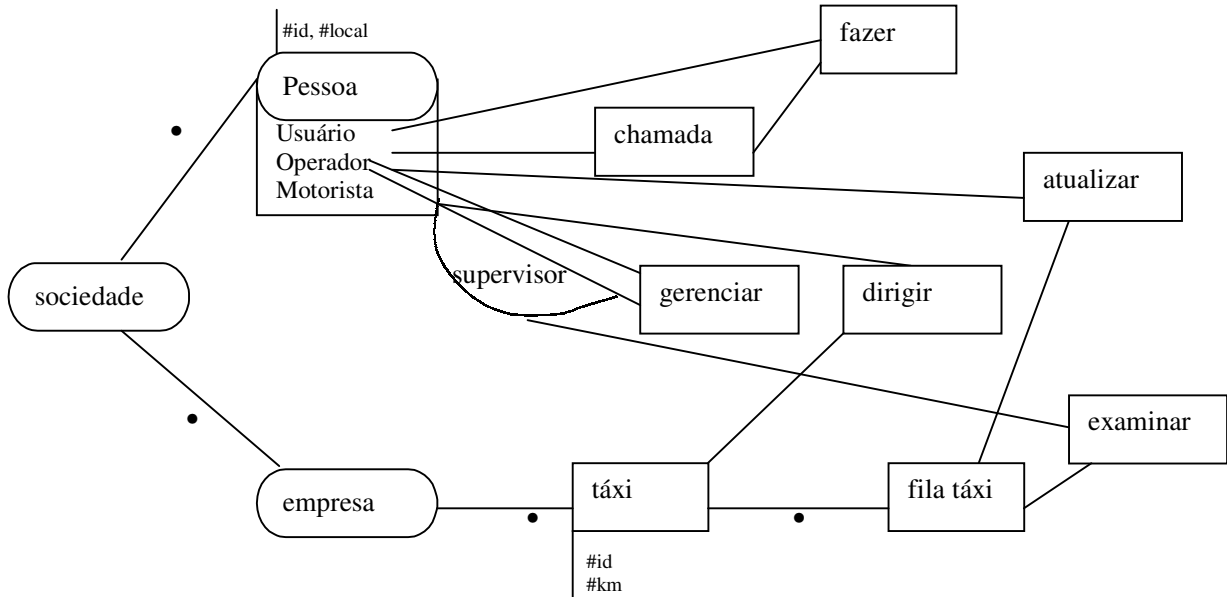 #id, #local
fazer
Pessoa
Usuário
chamada
Operador
Motorista
atualizar
supervisor
sociedade
gerenciar
dirigir
examinar
empresa
táxi
fila táxi
#id
#km